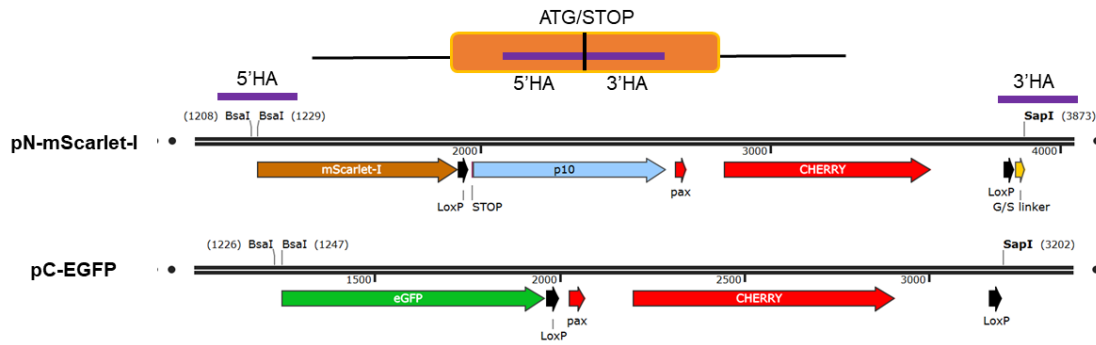 ATG/STOP
5'HA 3'HA
5'HA 3'HA
(1208) BsaI BsaI (1229) SapI (3873)
pN-mScarlet-I
2000 3000 4000
mScarlet-I p10 CHERRY
LoxP STOP pax LoxP
G/S linker
(1226) BsaI BsaI (1247) SapI (3202)
pC-EGFP
1500 2000 2500 3000
eGFP CHERRY
LoxP pax LoxP